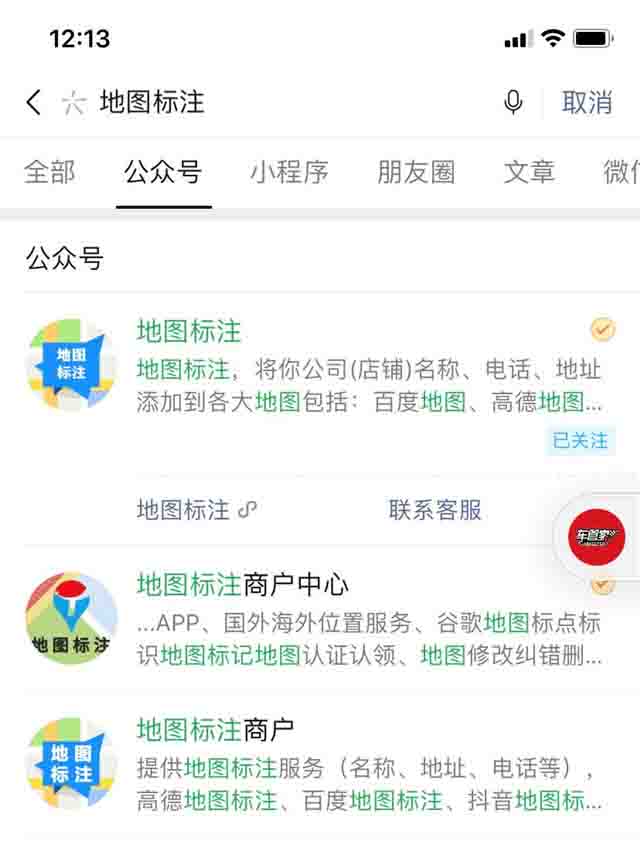 12:13
地图标注
取消
全部 公众号 小程序 朋友圈 文章 微信
公众号
地图标注
地图标注
地图标注，将你公司(店铺)名称、电话、地址
添加到各大地图包括：百度地图、高德地图...
已关注
地图标注 联系客服
车首家
地图标注
地图标注商户中心
...APP、国外海外位置服务、谷歌地图标点标
识地图标记地图认证认领、地图修改纠错删...
地图标注
地图标注商户
提供地图标注服务（名称、地址、电话等），
高德地图标注、百度地图标注、抖音地图标...